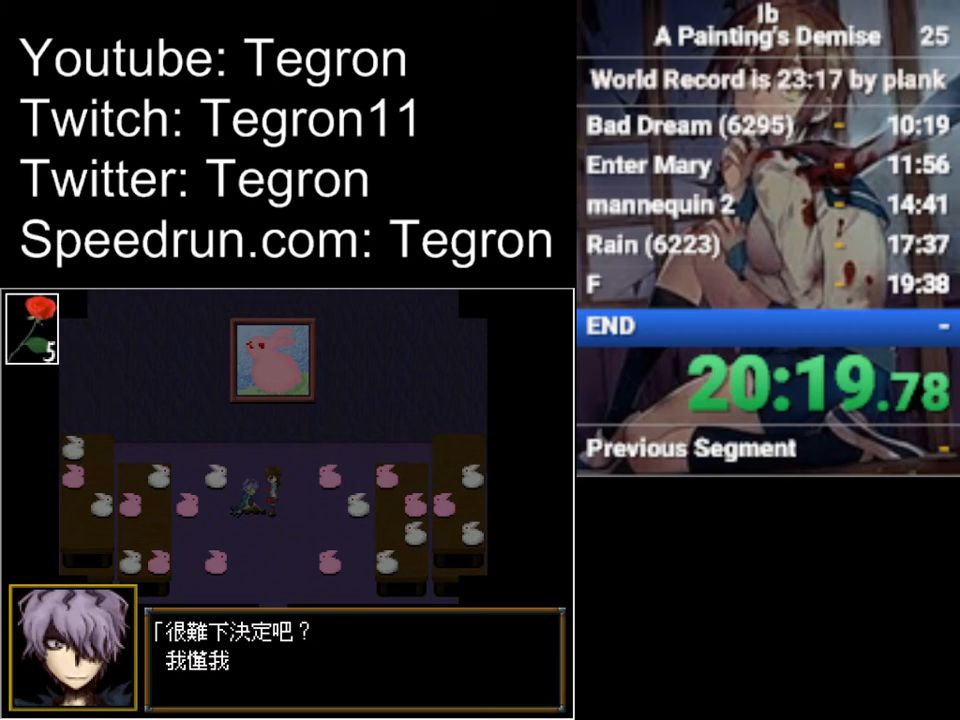 Youtube: Tegron
Twitch: Tegron11
Twitter: Tegron
Speedrun.com: Tegron
Ib
A Painting's Demise 25
World Record is 23:17 by plank
Bad Dream (6295) - 10:19
Enter Mary - 11:56
mannequin 2 - 14:41
Rain (6223) - 17:37
F - 19:38
END -
20:19.78
Previous Segment -
5
「很難下決定吧？
我懂我